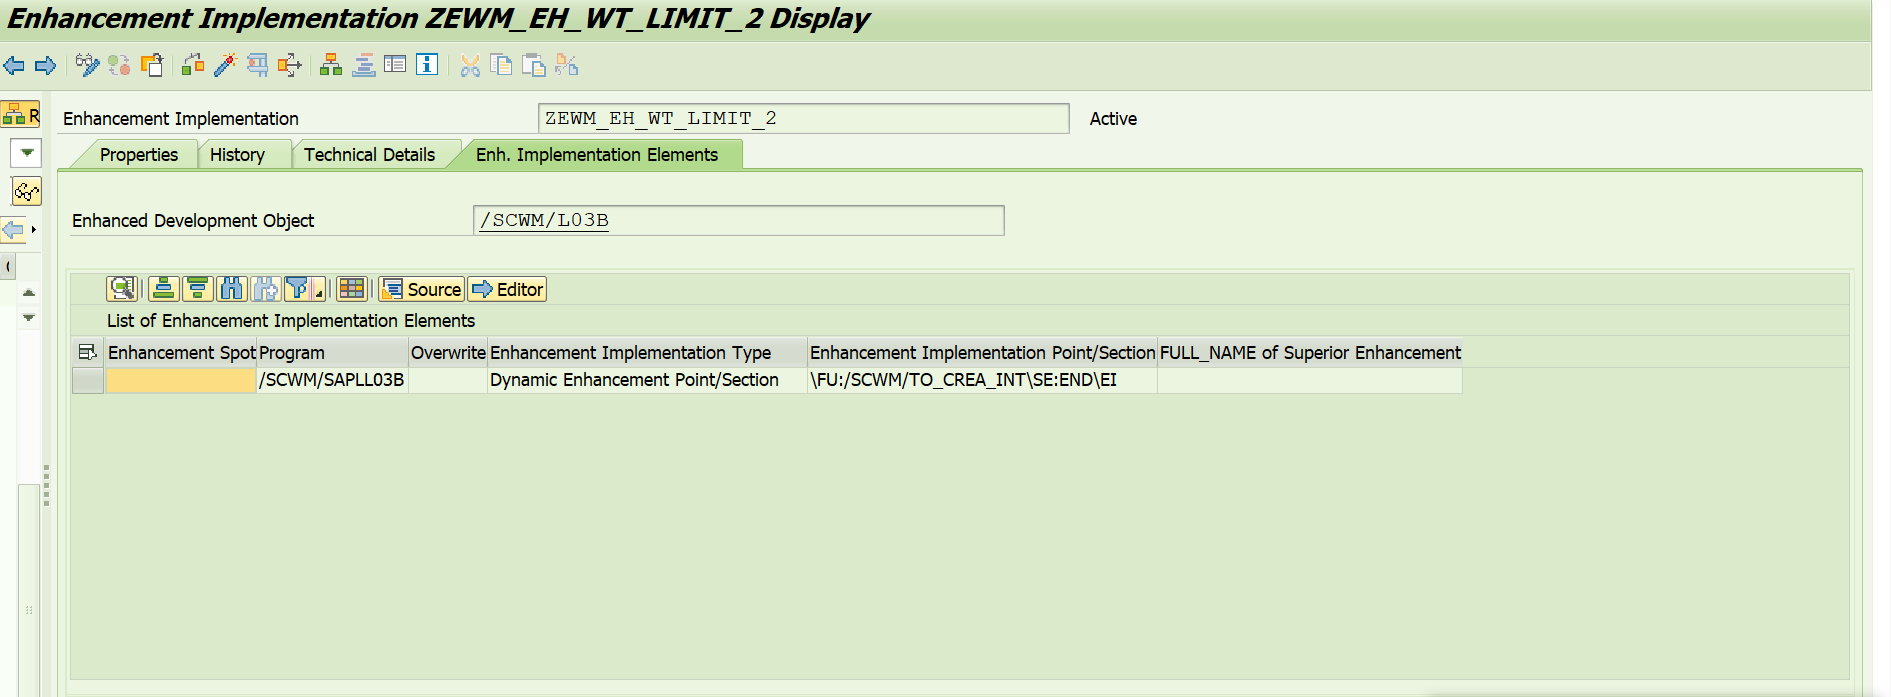 Enhancement Implementation ZEWM_EH_WT_LIMIT_2 Display
R
Enhancement Implementation ZEWM_EH_WT_LIMIT_2 Active
Properties History Technical Details Enh. Implementation Elements
Enhanced Development Object /SCWM/L03B
Source Editor
List of Enhancement Implementation Elements
Enhancement Spot Program Overwrite Enhancement Implementation Type Enhancement Implementation Point/Section FULL_NAME of Superior Enhancement
/SCWM/SAPLL03B Dynamic Enhancement Point/Section \FU:/SCWM/TO_CREA_INT\SE:END\EI